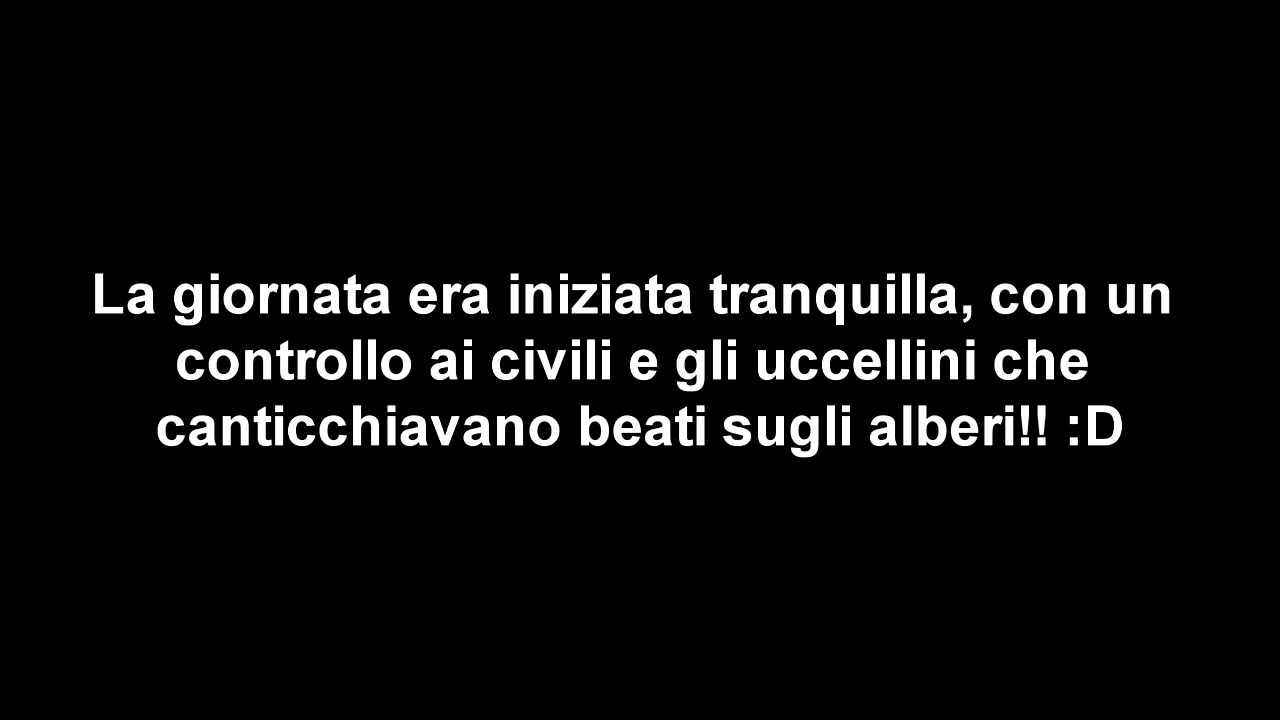 La giornata era iniziata tranquilla, con un
controllo ai civili e gli uccellini che
canticchiavano beati sugli alberi!! :D